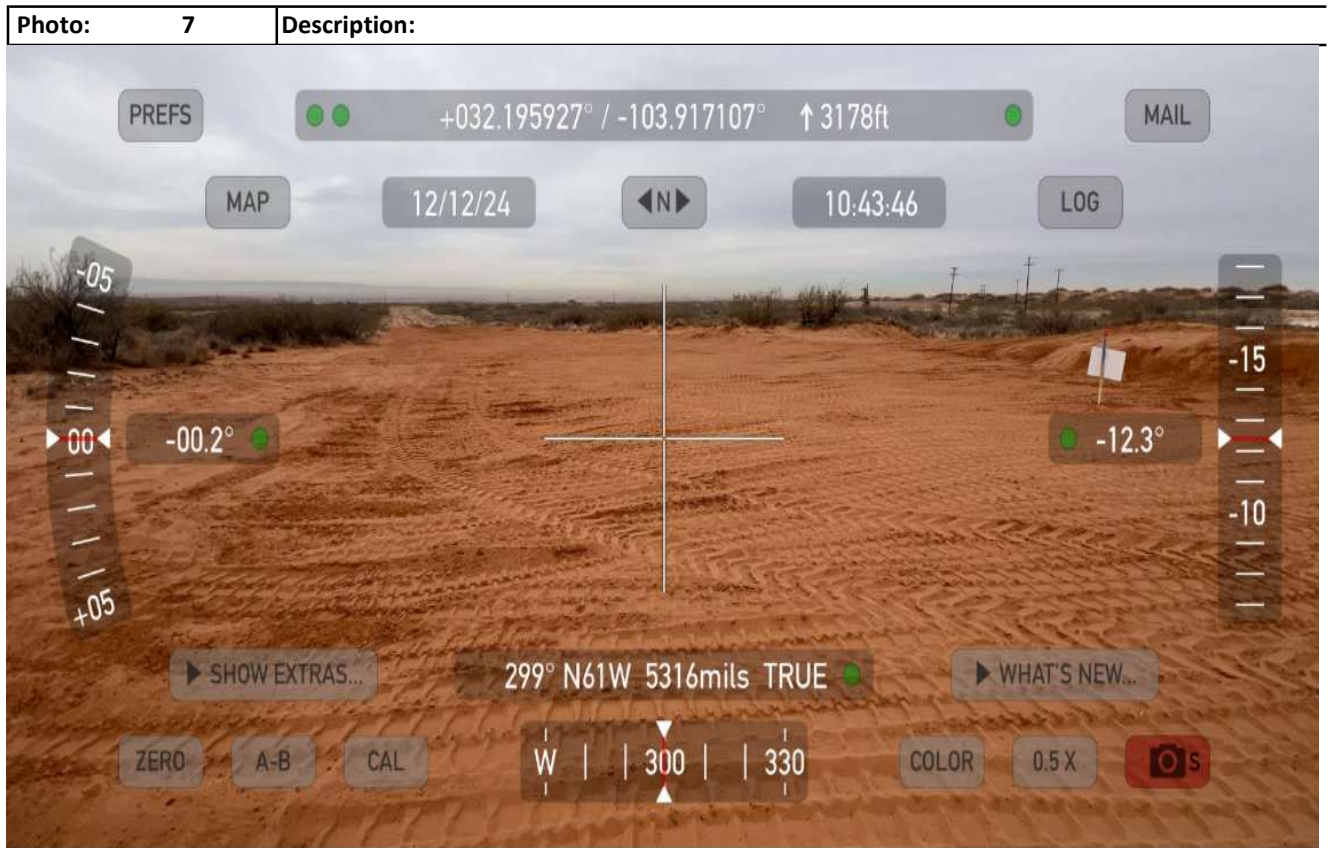 Photo: 7 Description:
PREFS +032.195927° / -103.917107° ↑ 3178ft MAIL
MAP 12/12/24 ◀N▶ 10:43:46 LOG
-05
-15
00 -00.2° -12.3°
-10
+05
▶ SHOW EXTRAS... 299° N61W 5316mils TRUE ▶ WHAT'S NEW...
ZERO A-B CAL W | | 300 | | 330 COLOR 0.5 X S